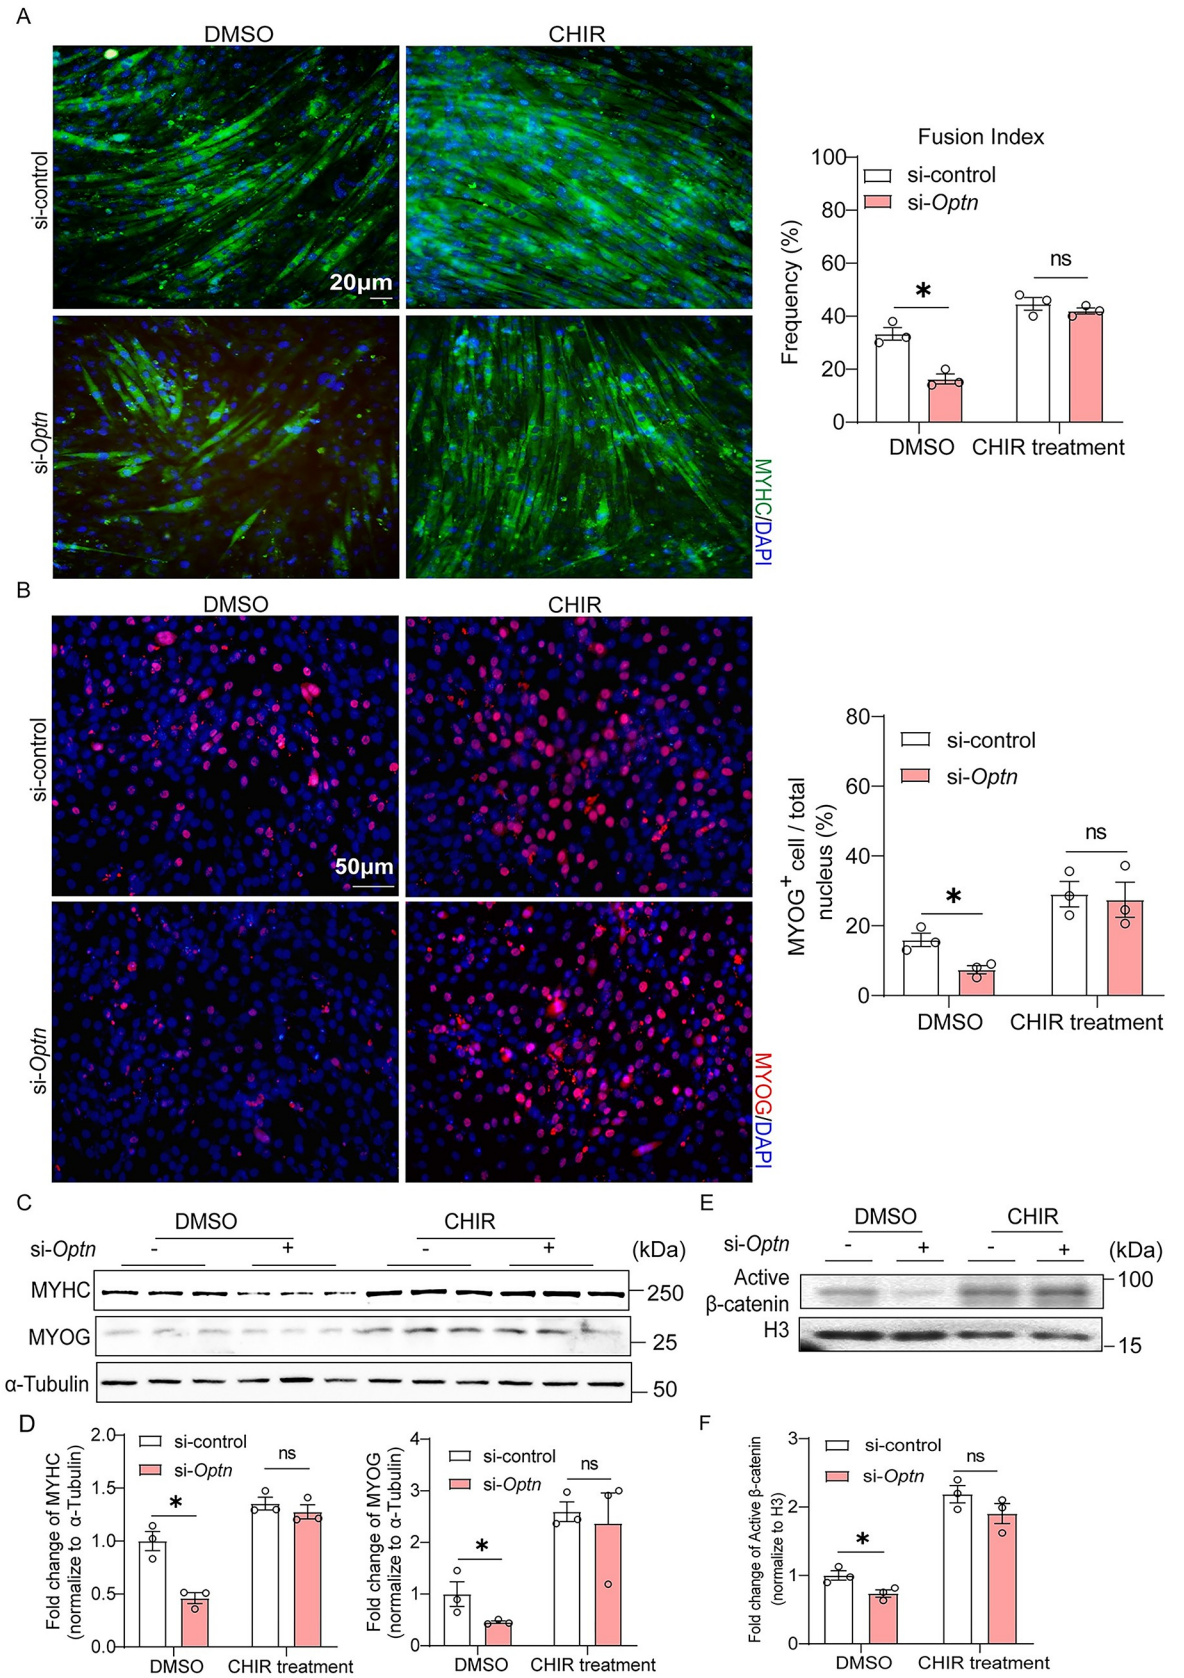 A
DMSO
CHIR
si-control
20μm
si-Optn
MYHC/DAPI
Fusion Index
si-control
si-Optn
Frequency (%)
100
80
60
40
20
0
*
ns
DMSO
CHIR treatment
B
DMSO
CHIR
si-control
50μm
si-Optn
MYOG/DAPI
MYOG+ cell / total
nucleus (%)
80
60
40
20
0
si-control
si-Optn
*
ns
DMSO
CHIR treatment
C
DMSO
CHIR
si-Optn
-
+
-
+
(kDa)
MYHC
250
MYOG
25
α-Tubulin
50
E
DMSO
CHIR
si-Optn
-
+
-
+
(kDa)
Active
β-catenin
100
H3
15
D
Fold change of MYHC
(normalize to α-Tubulin)
2.0
1.5
1.0
0.5
0.0
si-control
si-Optn
*
ns
DMSO
CHIR treatment
Fold change of MYOG
(normalize to α-Tubulin)
4
3
2
1
0
si-control
si-Optn
*
ns
DMSO
CHIR treatment
F
Fold change of Active β-catenin
(normalize to H3)
3
2
1
0
si-control
si-Optn
*
ns
DMSO
CHIR treatment